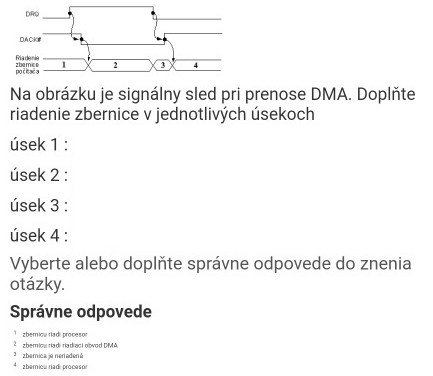 DRQ
DACK#
Riadenie
zbernice
počítača
1 2 3 4
Na obrázku je signálny sled pri prenose DMA. Doplňte
riadenie zbernice v jednotlivých úsekoch
úsek 1 :
úsek 2 :
úsek 3 :
úsek 4 :
Vyberte alebo doplňte správne odpovede do znenia
otázky.
Správne odpovede
1 zbernicu riadi procesor
2 zbernicu riadi riadiaci obvod DMA
3 zbernica je neriadená
4 zbernicu riadi procesor